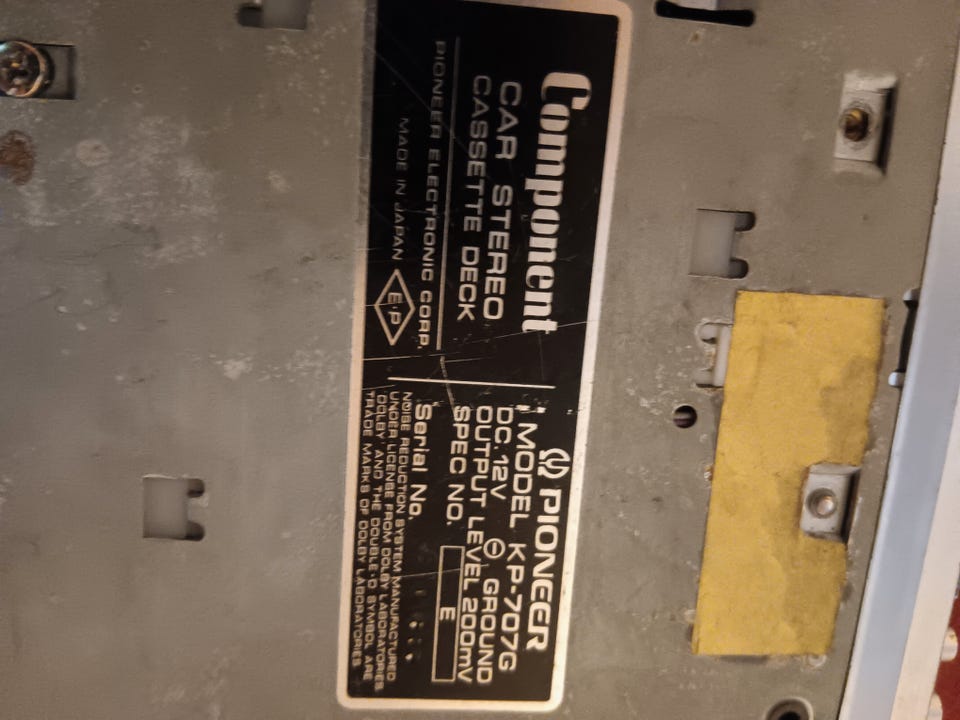 Component
CAR STEREO
CASSETTE DECK
PIONEER ELECTRONIC CORP.
MADE IN JAPAN
E·P
PIONEER
MODEL KP-707G
DC. 12V ⊖ GROUND
OUTPUT LEVEL 200mV
SPEC NO. E
Serial No.
NOISE REDUCTION SYSTEM MANUFACTURED
UNDER LICENSE FROM DOLBY LABORATORIES
DOLBY, AND THE DOUBLE-D SYMBOL ARE
TRADE MARKS OF DOLBY LABORATORIES